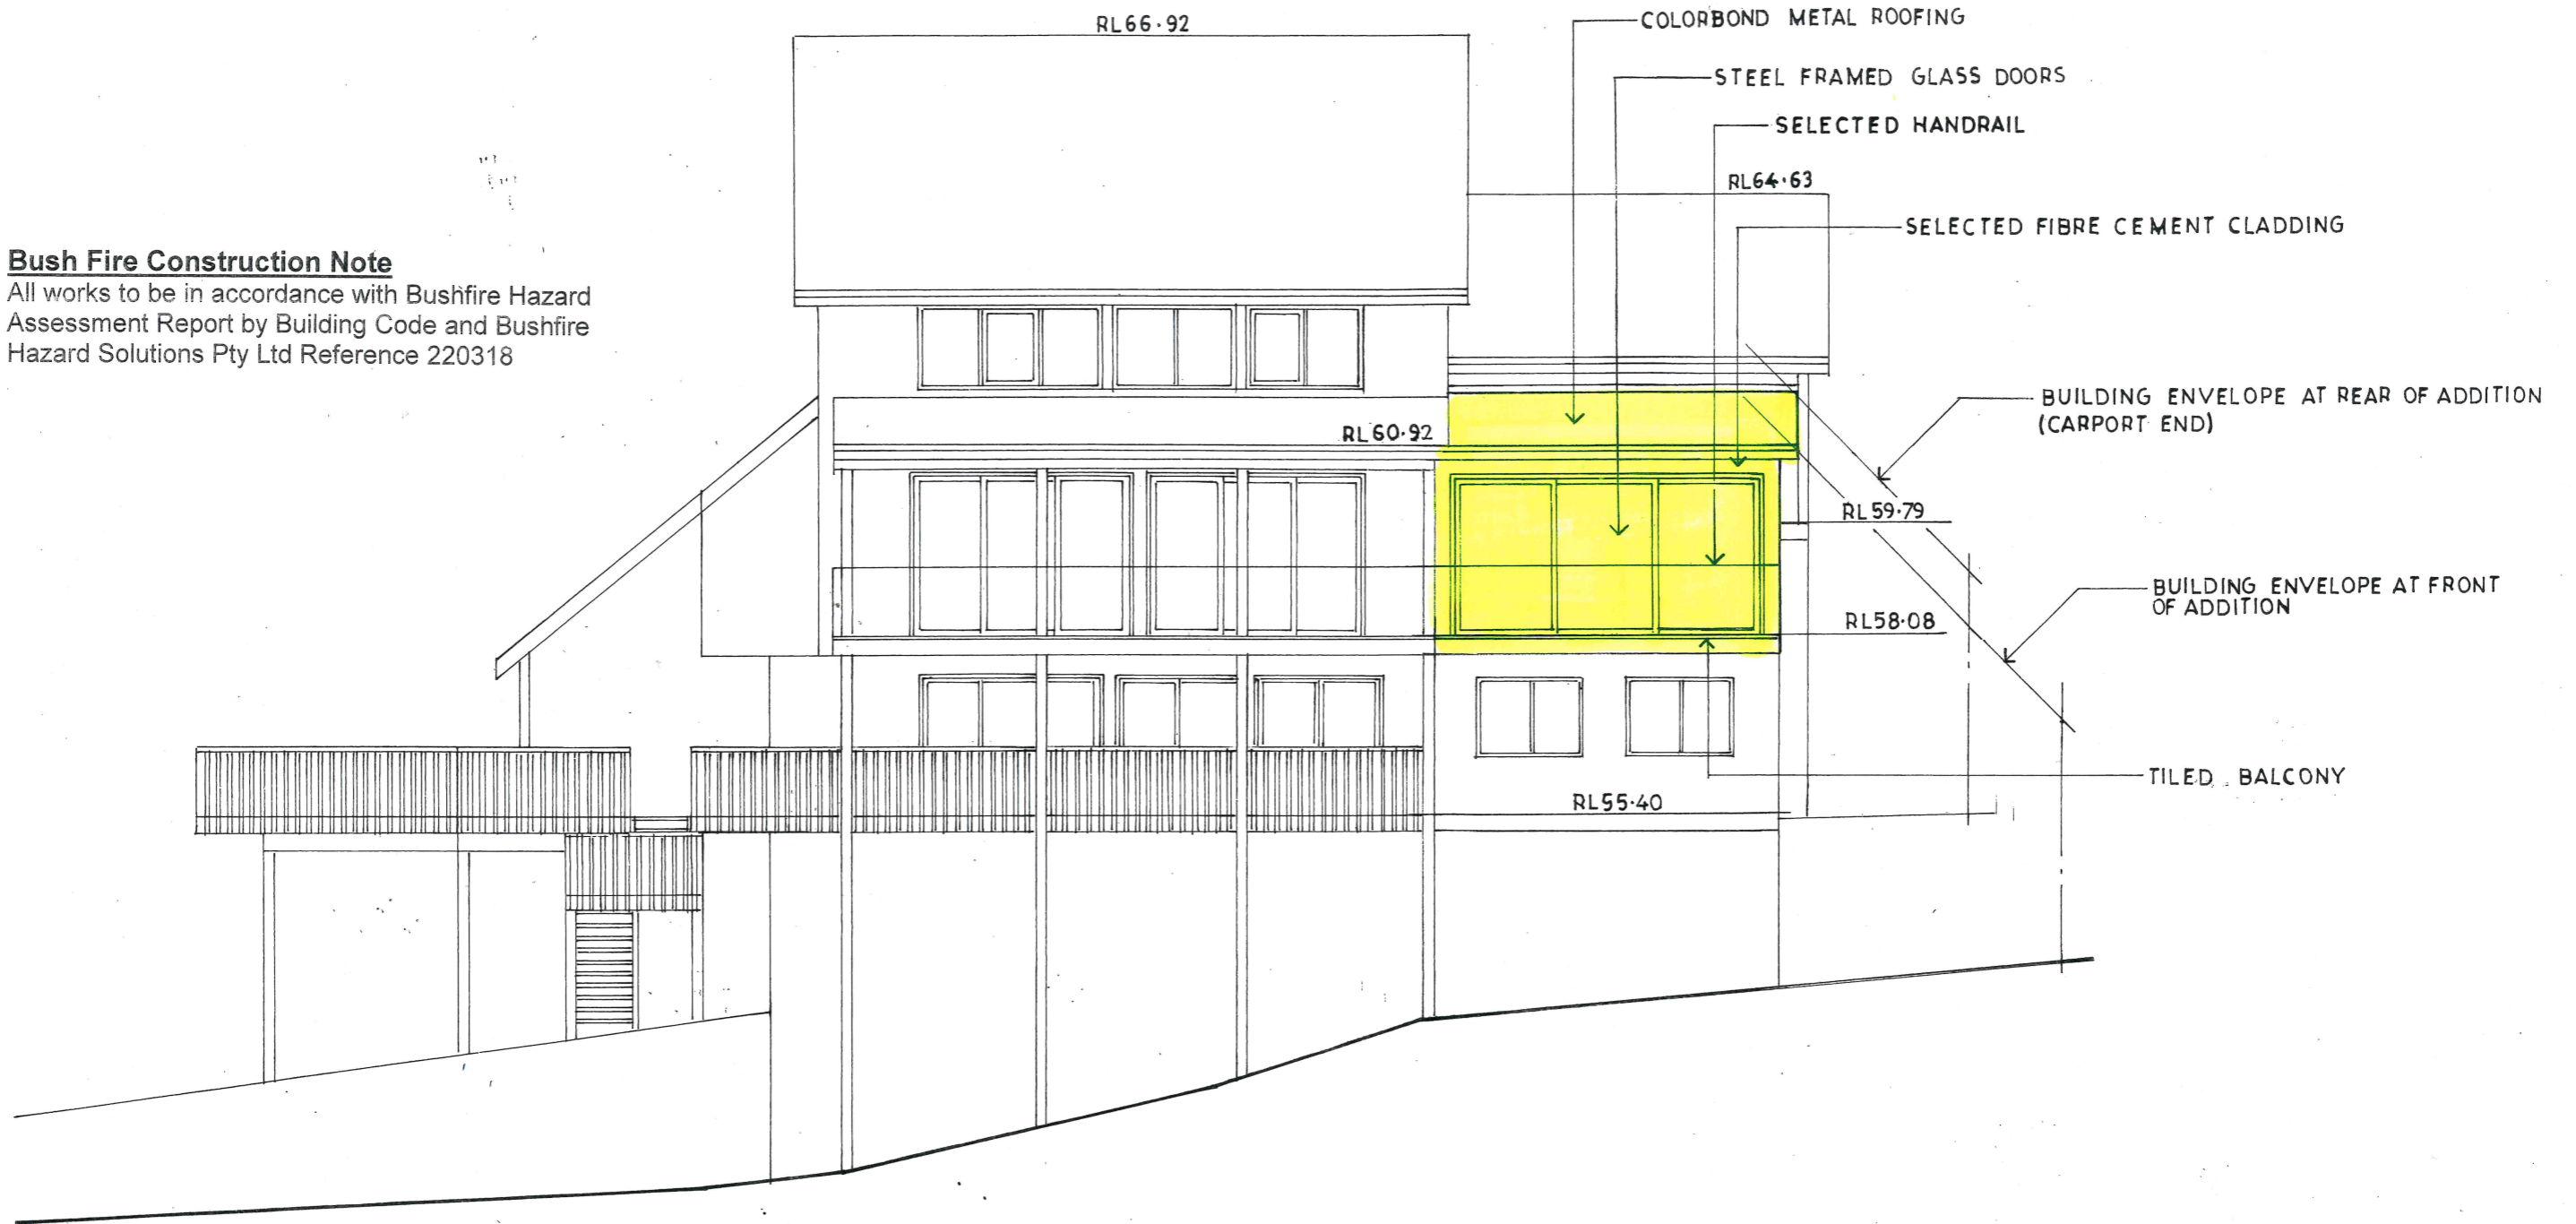 RL66·92
COLORBOND METAL ROOFING
STEEL FRAMED GLASS DOORS
SELECTED HANDRAIL
RL64·63
SELECTED FIBRE CEMENT CLADDING
Bush Fire Construction Note
All works to be in accordance with Bushfire Hazard
Assessment Report by Building Code and Bushfire
Hazard Solutions Pty Ltd Reference 220318
BUILDING ENVELOPE AT REAR OF ADDITION
(CARPORT END)
RL60·92
RL59·79
BUILDING ENVELOPE AT FRONT
OF ADDITION
RL58·08
TILED BALCONY
RL55·40